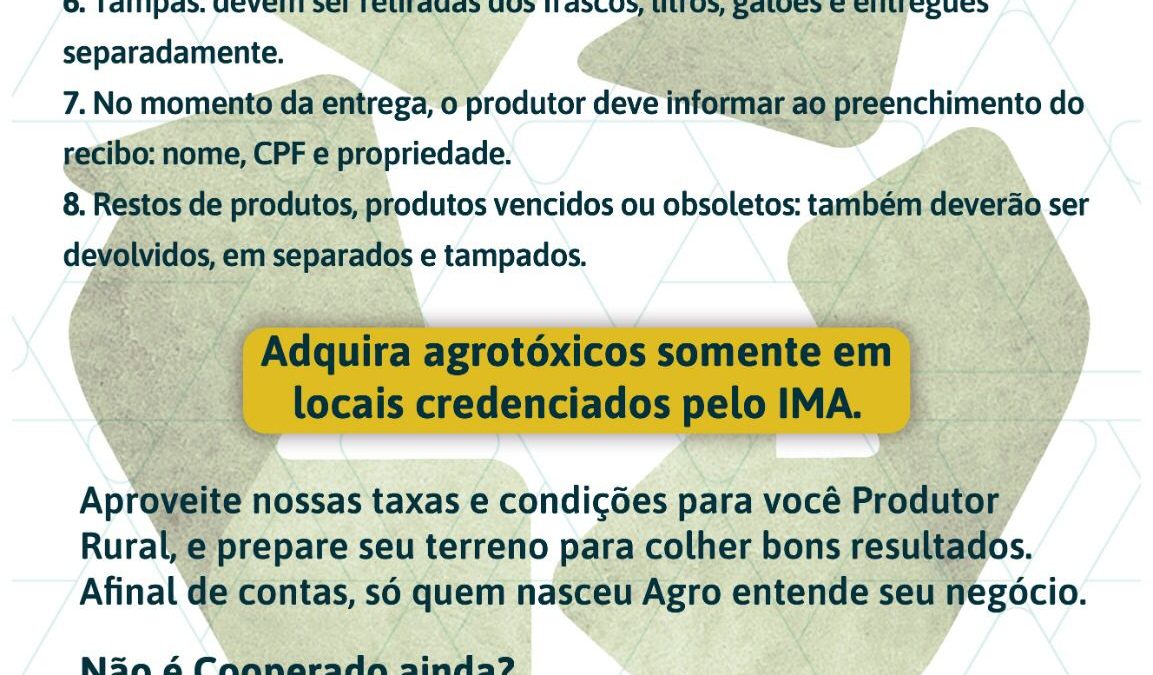 6. Tampas: devem ser retiradas dos frascos, litros, galões e entregues
separadamente.
7. No momento da entrega, o produtor deve informar ao preenchimento do
recibo: nome, CPF e propriedade.
8. Restos de produtos, produtos vencidos ou obsoletos: também deverão ser
devolvidos, em separados e tampados.
Adquira agrotóxicos somente em
locais credenciados pelo IMA.
Aproveite nossas taxas e condições para você Produtor
Rural, e prepare seu terreno para colher bons resultados.
Afinal de contas, só quem nasceu Agro entende seu negócio.
Não é Cooperado ainda?